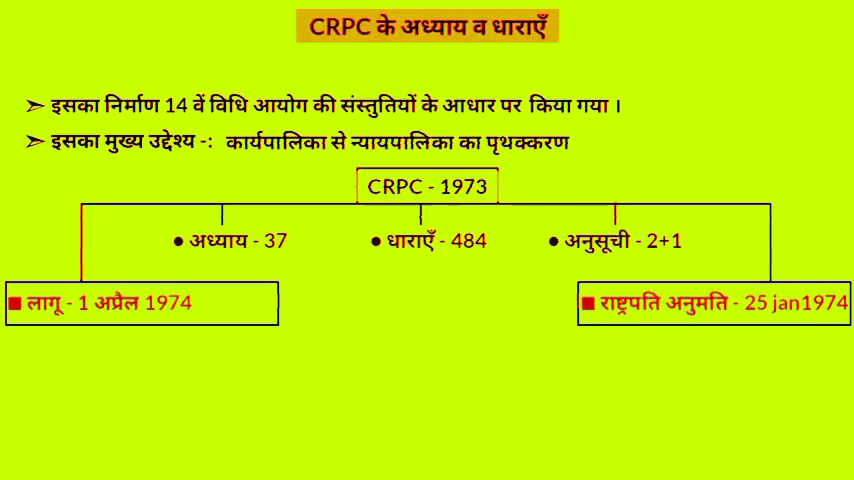 CRPC के अध्याय व धाराएँ
➣ इसका निर्माण 14 वें विधि आयोग की संस्तुतियों के आधार पर किया गया ।
➣ इसका मुख्य उद्देश्य -: कार्यपालिका से न्यायपालिका का पृथक्करण
CRPC - 1973
● अध्याय - 37 ● धाराएँ - 484 ● अनुसूची - 2+1
■ लागू - 1 अप्रैल 1974 ■ राष्ट्रपति अनुमति - 25 jan1974